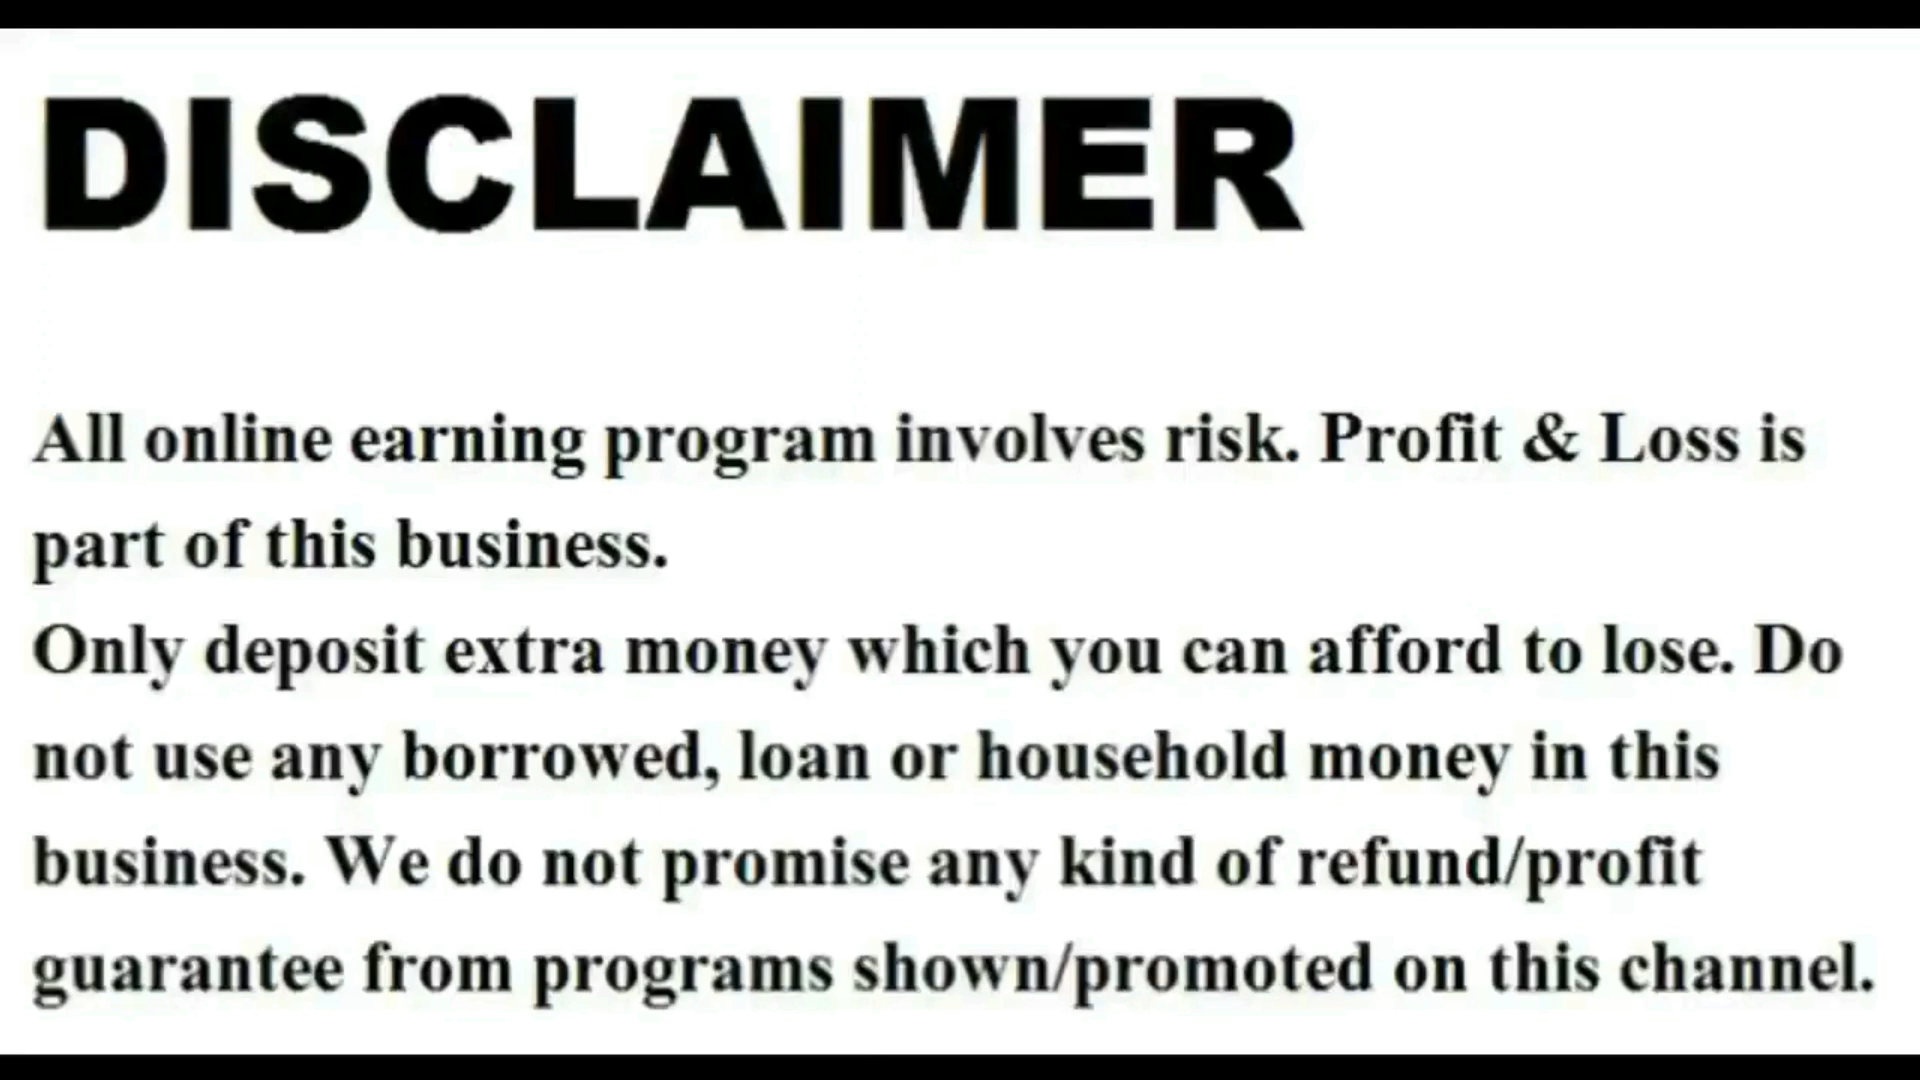 DISCLAIMER
All online earning program involves risk. Profit & Loss is
part of this business.
Only deposit extra money which you can afford to lose. Do
not use any borrowed, loan or household money in this
business. We do not promise any kind of refund/profit
guarantee from programs shown/promoted on this channel.